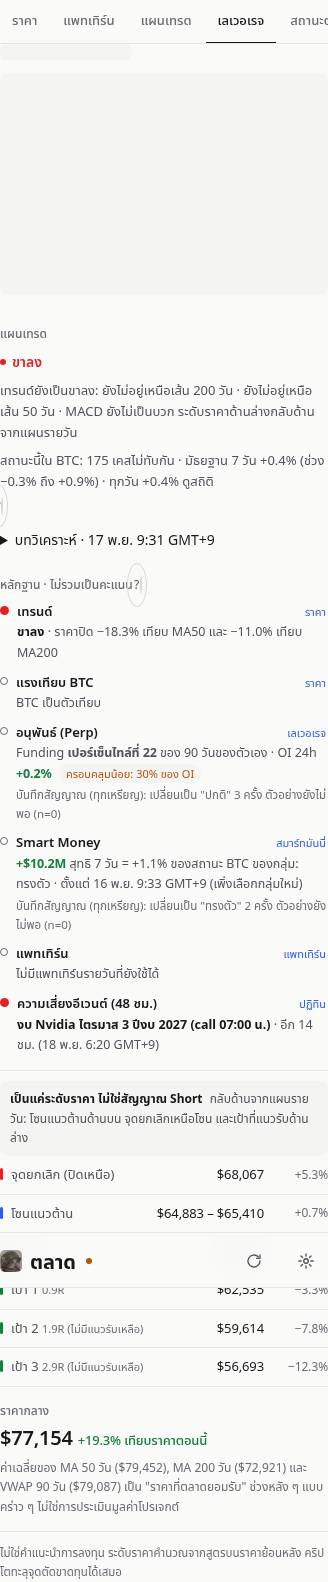 ราคา แพทเทิร์น แผนเทรด เลเวอเรจ
แผนเทรด
ขาลง
เทรนด์ยังเป็นขาลง: ยังไม่อยู่เหนือเส้น 200 วัน · ยังไม่อยู่เหนือ
เส้น 50 วัน · MACD ยังไม่เป็นบวก ระดับราคาด้านล่างกลับด้าน
จากแผนรายวัน
สถานะนี้ใน BTC: 175 เคสไม่ทับกัน · มัธยฐาน 7 วัน +0.4% (ช่วง
−0.3% ถึง +0.9%) · ทุกวัน +0.4% ดูสถิติ
▶ บทวิเคราะห์ · 17 พ.ย. 9:31 GMT+9
หลักฐาน · ไม่รวมเป็นคะแนน ?
เทรนด์ ราคา
ขาลง · ราคาปิด −18.3% เทียบ MA50 และ −11.0% เทียบ
MA200
แรงเทียบ BTC ราคา
BTC เป็นตัวเทียบ
อนุพันธ์ (Perp) เลเวอเรจ
Funding เปอร์เซ็นไทล์ที่ 22 ของ 90 วันของตัวเอง · OI 24h
+0.2% ครอบคลุมน้อย: 30% ของ OI
บันทึกสัญญาณ (ทุกเหรียญ): เปลี่ยนเป็น "ปกติ" 3 ครั้ง ตัวอย่างยังไม่
พอ (n=0)
Smart Money สมาร์ทมันนี่
+$10.2M สุทธิ 7 วัน = +1.1% ของสถานะ BTC ของกลุ่ม:
ทรงตัว · ตั้งแต่ 16 พ.ย. 9:33 GMT+9 (เพิ่งเลือกกลุ่มใหม่)
บันทึกสัญญาณ (ทุกเหรียญ): เปลี่ยนเป็น "ทรงตัว" 2 ครั้ง ตัวอย่างยัง
ไม่พอ (n=0)
แพทเทิร์น แพทเทิร์น
ไม่มีแพทเทิร์นรายวันที่ยังใช้ได้
ความเสี่ยงอีเวนต์ (48 ชม.) ปฏิทิน
งบ Nvidia ไตรมาส 3 ปีงบ 2027 (call 07:00 น.) · อีก 14
ชม. (18 พ.ย. 6:20 GMT+9)
เป็นแค่ระดับราคา ไม่ใช่สัญญาณ Short กลับด้านจากแผนราย
วัน: โซนแนวต้านด้านบน จุดยกเลิกเหนือโซน และเป้าที่แนวรับด้าน
ล่าง
จุดยกเลิก (ปิดเหนือ) $68,067 +5.3%
โซนแนวต้าน $64,883 – $65,410 +0.7%
ตลาด
เป้า 1 0.9R $62,535 −3.3%
เป้า 2 1.9R (ไม่มีแนวรับเหลือ) $59,614 −7.8%
เป้า 3 2.9R (ไม่มีแนวรับเหลือ) $56,693 −12.3%
ราคากลาง
$77,154 +19.3% เทียบราคาตอนนี้
ค่าเฉลี่ยของ MA 50 วัน ($79,452), MA 200 วัน ($72,921) และ
VWAP 90 วัน ($79,087) เป็น "ราคาที่ตลาดยอมรับ" ช่วงหลัง ๆ แบบ
คร่าว ๆ ไม่ใช่การประเมินมูลค่าโปรเจกต์
ไม่ใช่คำแนะนำการลงทุน ระดับราคาคำนวณจากสูตรบนราคาย้อนหลัง คริป
โตทะลุจุดตัดขาดทุนได้เสมอ